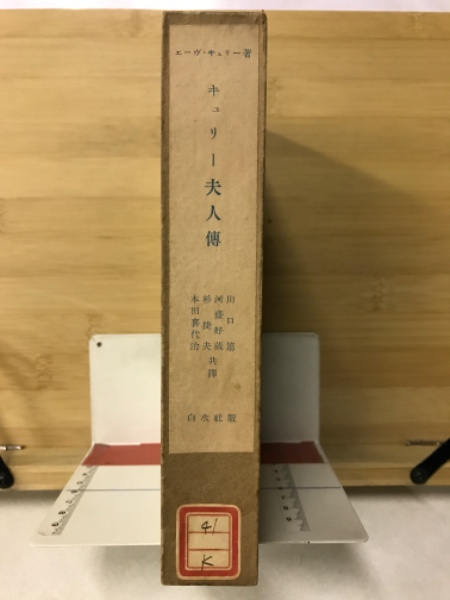 エーヴ・キュリー著
キュリー夫人傳
川口篤
河盛好蔵
杉捷夫
本田喜代治
共譯
白水社版
41
K